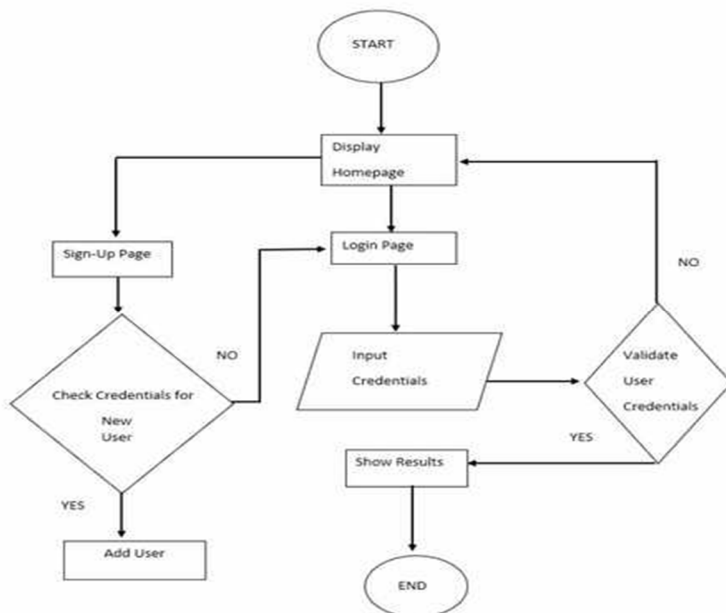 START
Display
Homepage
Sign-Up Page
Login Page
NO
NO
Input
Credentials
Validate
User
Credentials
Check Credentials for
New
User
YES
Show Results
YES
Add User
END